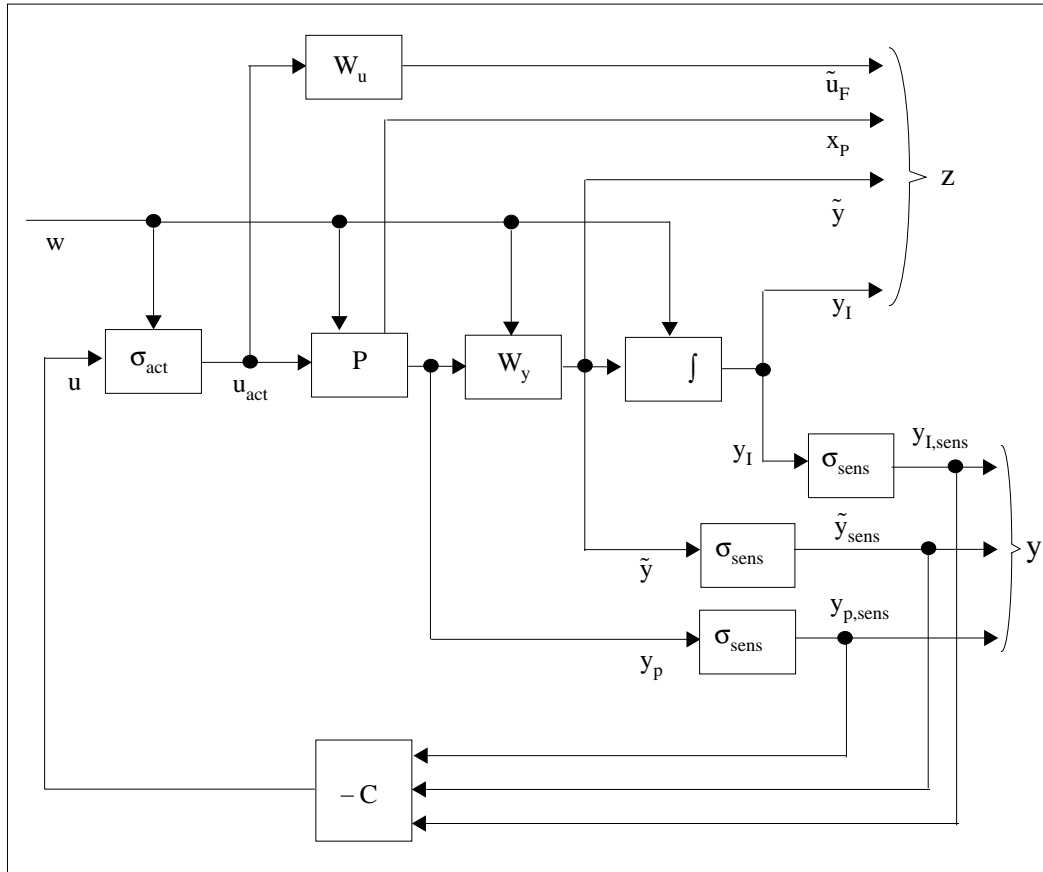 W_u
ũ_F
x_P
z
ỹ
w
y_I
σ_act
P
W_y
∫
u
u_act
y_I
σ_sens
y_I,sens
ỹ
σ_sens
ỹ_sens
y
y_p
σ_sens
y_p,sens
– C